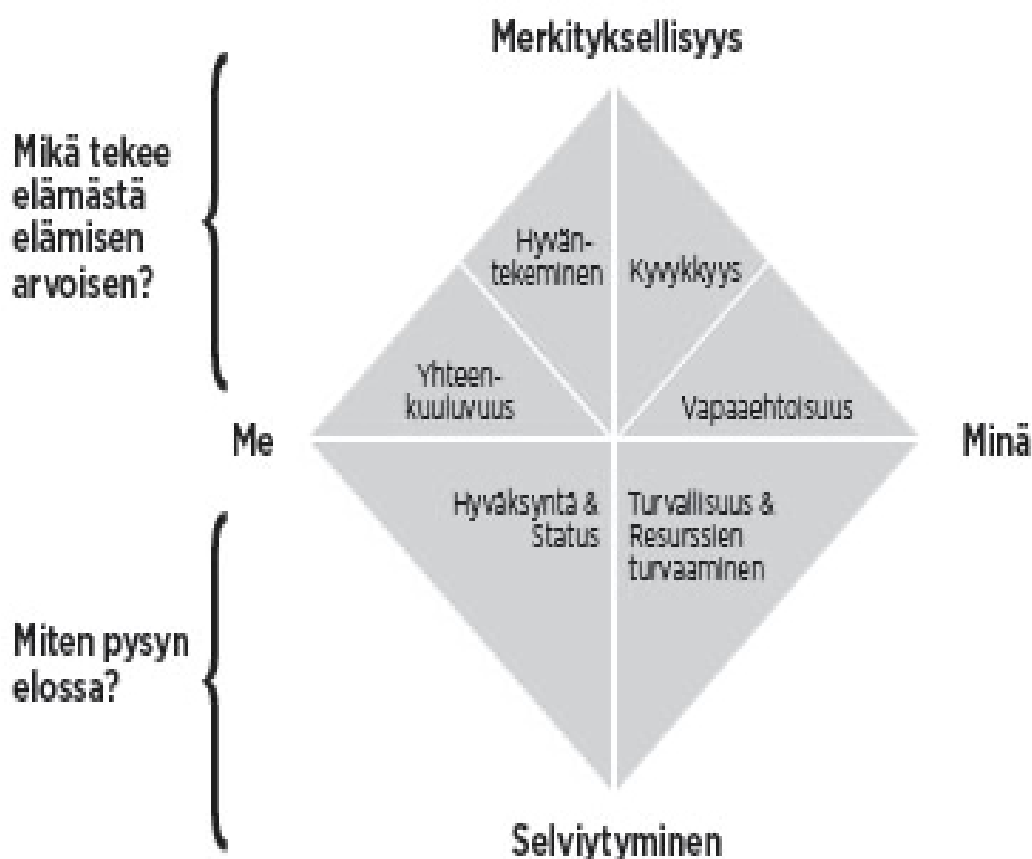 Merkityksellisyys
Mikä tekee
elämästä
elämisen
arvoisen?
Hyvän-
tekeminen
Kyvykkyys
Yhteen-
kuuluvuus
Vapaaehtoisuus
Me
Minä
Hyväksyntä &
Status
Turvallisuus &
Resurssien
turvaaminen
Miten pysyn
elossa?
Selviytyminen